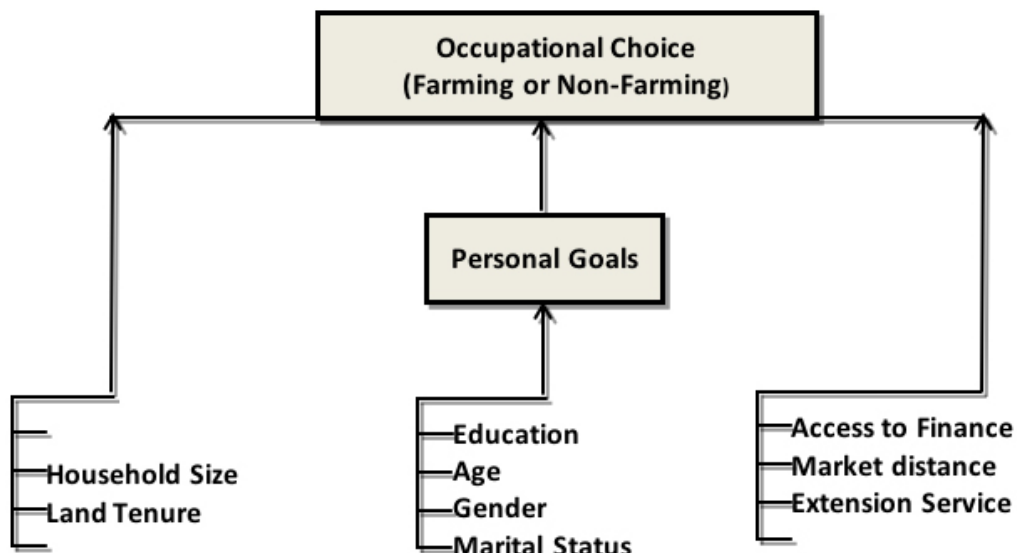 Occupational Choice
(Farming or Non-Farming)
Personal Goals
Household Size
Land Tenure
Education
Age
Gender
Marital Status
Access to Finance
Market distance
Extension Service